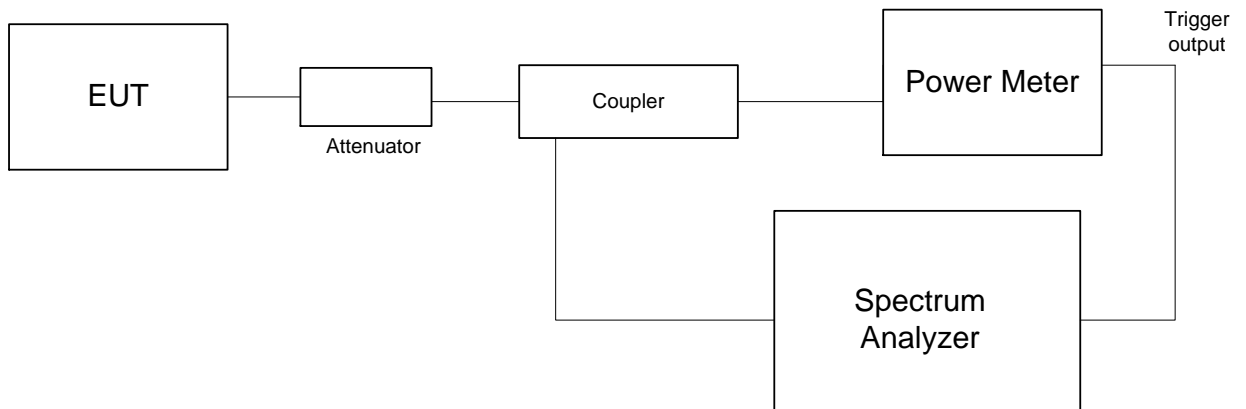 EUT
Attenuator
Coupler
Power Meter
Trigger
output
Spectrum
Analyzer